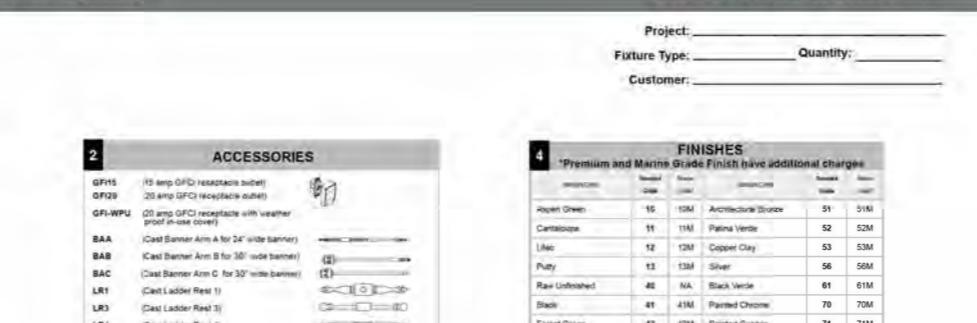 Project:
Fixture Type: Quantity:
Customer:
2 ACCESSORIES
GFI15 (15 amp GFCI receptacle outlet)
GFI20 (20 amp GFCI receptacle outlet)
GFI-WPU (20 amp GFCI receptacle with weather
proof in-use cover)
BAA (Cast Banner Arm A for 24" wide banner)
BAB (Cast Banner Arm B for 30" wide banner)
BAC (Cast Banner Arm C for 30" wide banner)
LR1 (Cast Ladder Rest 1)
LR3 (Cast Ladder Rest 3)
4 FINISHES
*Premium and Marine Grade Finish have additional charges
Aspen Green 10 10M Architectural Bronze 51 51M
Cantaloupe 11 11M Patina Verde 52 52M
Lilac 12 12M Copper Clay 53 53M
Putty 13 13M Silver 56 56M
Raw Unfinished 40 NA Black Verde 61 61M
Black 41 41M Painted Chrome 70 70M